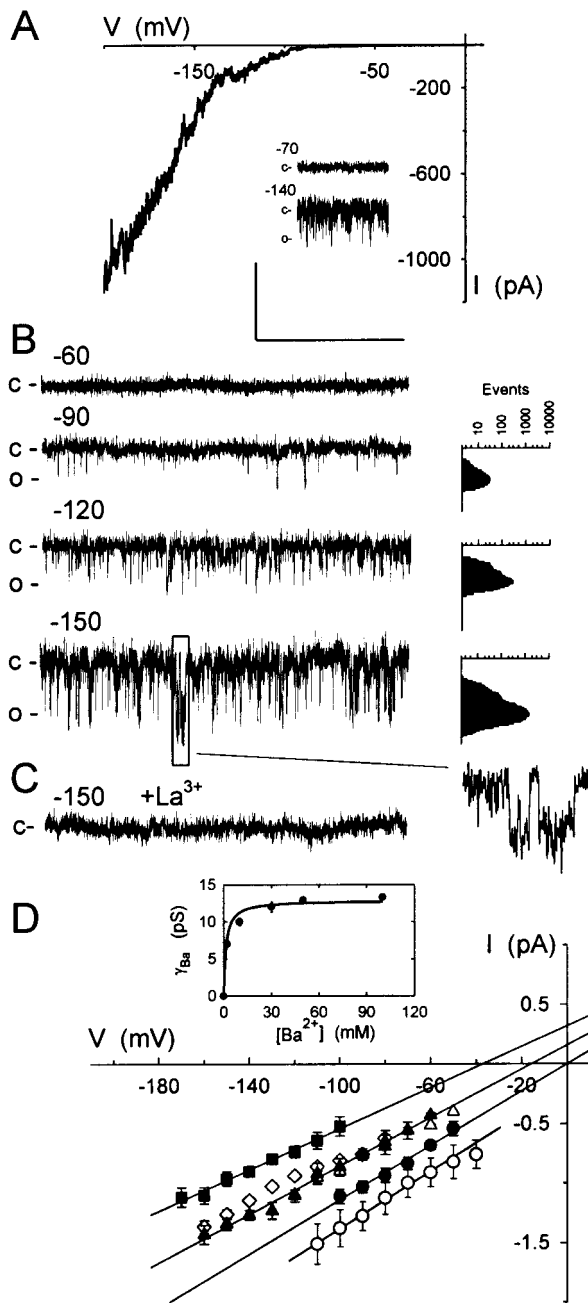 A
V (mV)
-150
-50
-200
-70
c-
-140
c-
o-
-600
-1000
I (pA)
B
-60
c -
Events
10
100
1000
10000
-90
c -
o -
-120
c -
o -
-150
c -
o -
C
-150 +La³⁺
c-
15
10
5
0
γBa (pS)
0 30 60 90 120
[Ba²⁺] (mM)
D
I (pA)
0.5
V (mV)
-180 -140 -100 -60 -20
-0.5
-1.5